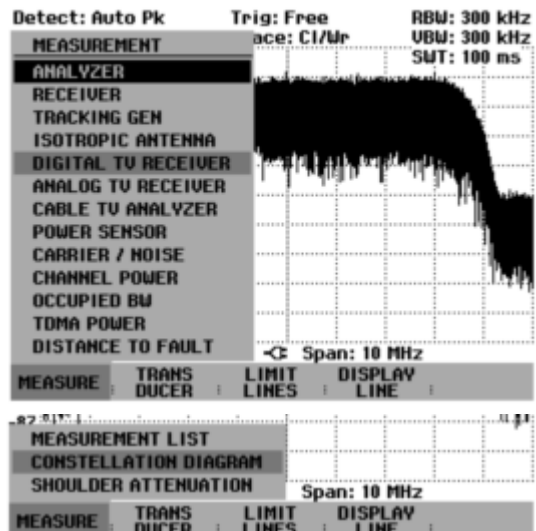 Detect: Auto Pk Trig: Free RBW: 300 kHz
ace: Cl/Wr VBW: 300 kHz
SWT: 100 ms
MEASUREMENT
ANALYZER
RECEIVER
TRACKING GEN
ISOTROPIC ANTENNA
DIGITAL TV RECEIVER
ANALOG TV RECEIVER
CABLE TV ANALYZER
POWER SENSOR
CARRIER / NOISE
CHANNEL POWER
OCCUPIED BW
TDMA POWER
DISTANCE TO FAULT
Span: 10 MHz
MEASURE TRANS DUCER LIMIT LINES DISPLAY LINE
-87
MEASUREMENT LIST
CONSTELLATION DIAGRAM
SHOULDER ATTENUATION
Span: 10 MHz
MEASURE TRANS DUCER LIMIT LINES DISPLAY LINE